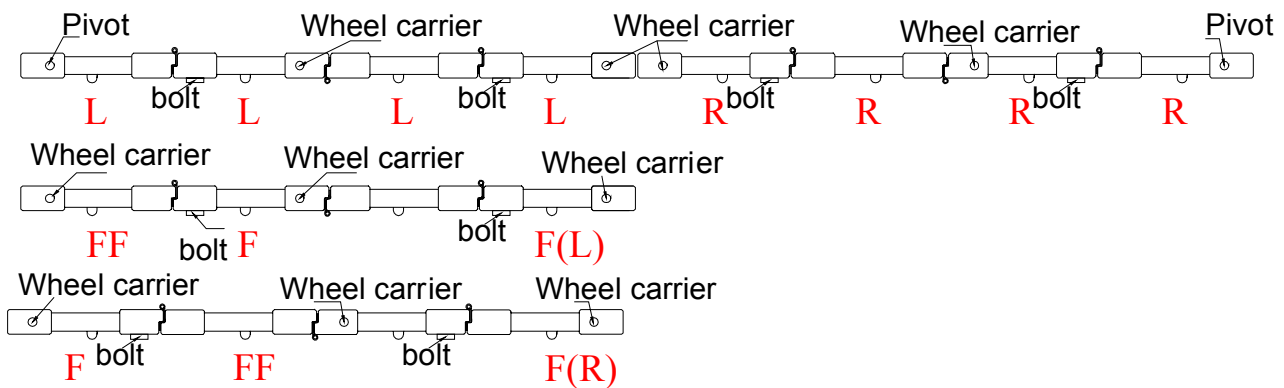 Pivot Wheel carrier Wheel carrier Wheel carrier Pivot
bolt bolt bolt bolt
L L L L R R R R
Wheel carrier Wheel carrier Wheel carrier
bolt bolt
FF F F(L)
Wheel carrier Wheel carrier Wheel carrier
bolt bolt
F FF F(R)